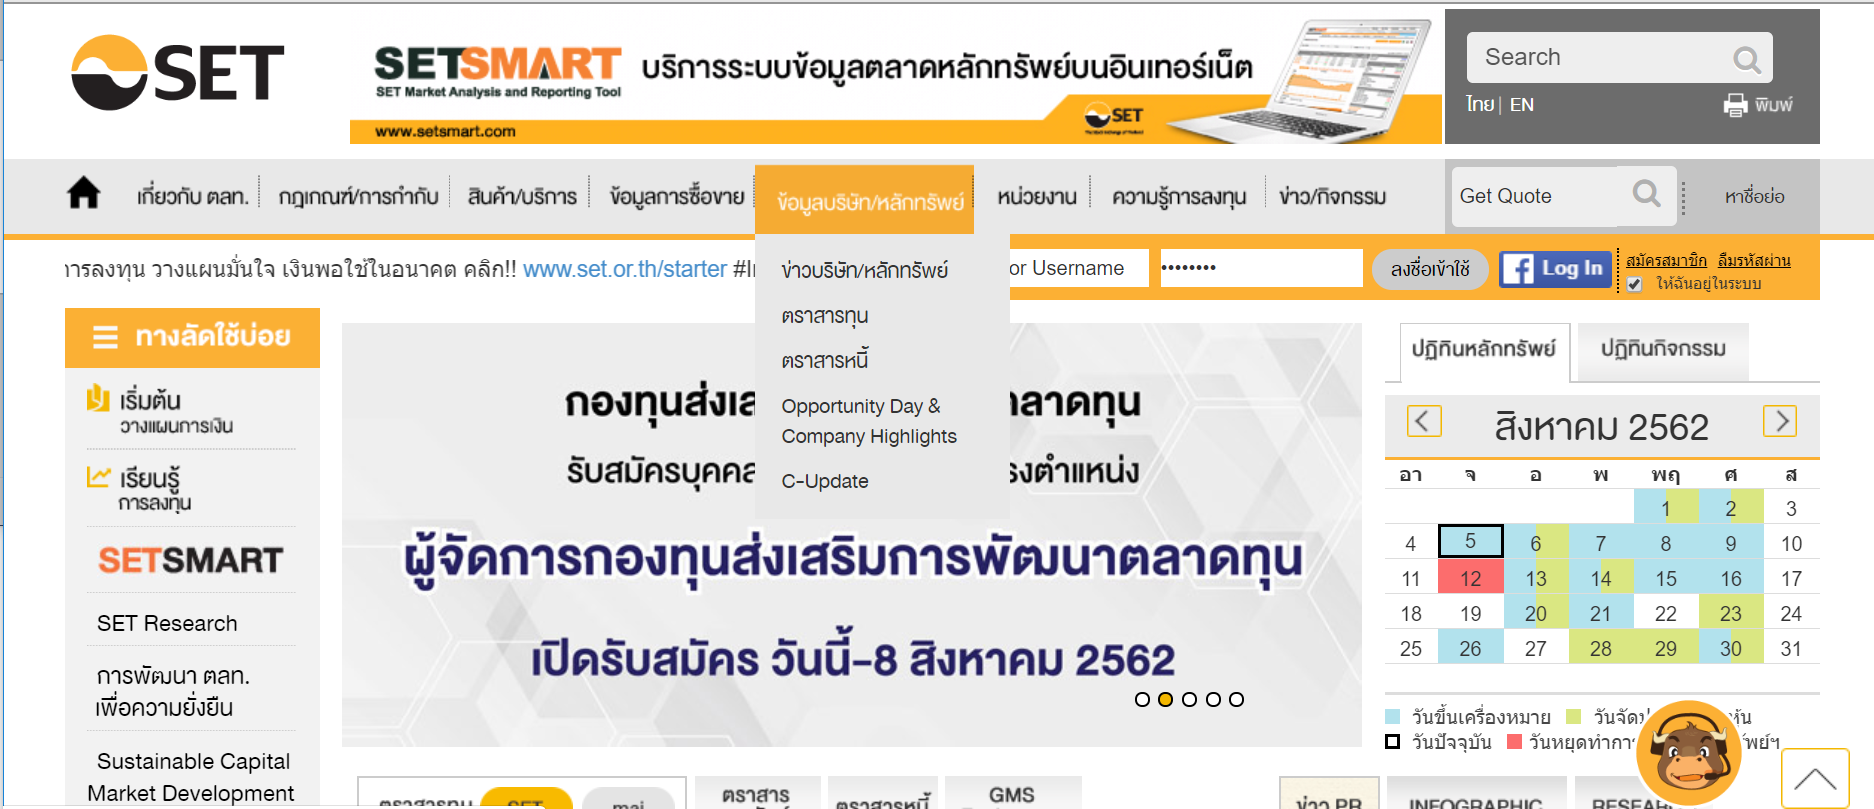 SET
SETSMART
SET Market Analysis and Reporting Tool
บริการระบบข้อมูลตลาดหลักทรัพย์บนอินเทอร์เน็ต
www.setsmart.com
SET
Search
ไทย | EN
พิมพ์
เกี่ยวกับ ตลท.
กฎเกณฑ์/การกำกับ
สินค้า/บริการ
ข้อมูลการซื้อขาย
ข้อมูลบริษัท/หลักทรัพย์
หน่วยงาน
ความรู้การลงทุน
ข่าว/กิจกรรม
Get Quote
หาชื่อย่อ
การลงทุน วางแผนมั่นใจ เงินพอใช้ในอนาคต คลิก!! www.set.or.th/starter
or Username
••••••••
ลงชื่อเข้าใช้
Log In
สมัครสมาชิก ลืมรหัสผ่าน
ให้ฉันอยู่ในระบบ
ข่าวบริษัท/หลักทรัพย์
ตราสารทุน
ตราสารหนี้
Opportunity Day &
Company Highlights
C-Update
ทางลัดใช้บ่อย
เริ่มต้น
วางแผนการเงิน
เรียนรู้
การลงทุน
SETSMART
SET Research
การพัฒนา ตลท.
เพื่อความยั่งยืน
Sustainable Capital
Market Development
กองทุนส่งเส ตลาดทุน
รับสมัครบุคคล งตำแหน่ง
ผู้จัดการกองทุนส่งเสริมการพัฒนาตลาดทุน
เปิดรับสมัคร วันนี้-8 สิงหาคม 2562
ปฏิทินหลักทรัพย์
ปฏิทินกิจกรรม
สิงหาคม 2562
อา จ อ พ พฤ ศ ส
1 2 3
4 5 6 7 8 9 10
11 12 13 14 15 16 17
18 19 20 21 22 23 24
25 26 27 28 29 30 31
วันขึ้นเครื่องหมาย
วันปัจจุบัน
ตราสารทุน
SET
mai
ตราสาร
ตราสารหนี้
GMS
ข่าว PR
INFOGRAPHIC